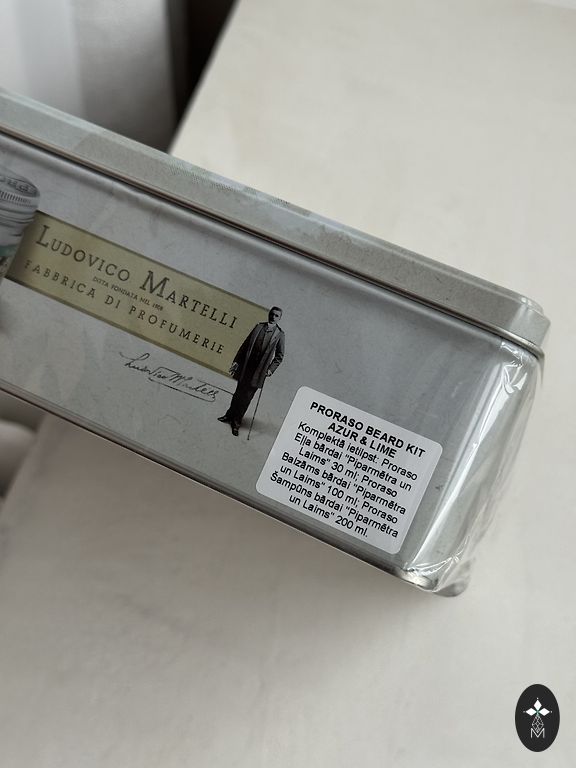 LUDOVICO MARTELLI
DITTA FONDATA NEL 1908
FABBRICA DI PROFUMERIE
Ludovico Martelli
PRORASO BEARD KIT
AZUR & LIME
Komplektā ietilpst: Proraso
Eļļa bārdai "Piparmētra un
Laims" 30 ml; Proraso
Balzāms bārdai "Piparmētra
un Laims" 100 ml; Proraso
Šampūns bārdai "Piparmētra
un Laims" 200 ml.
M